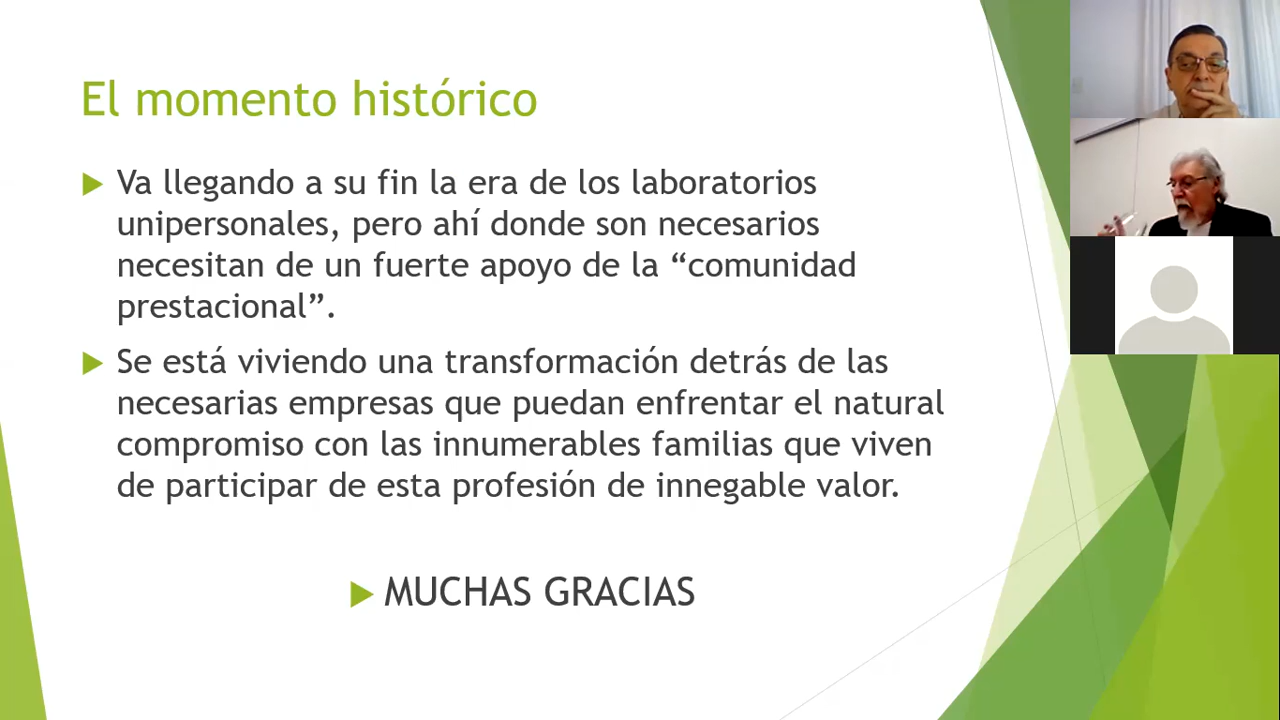 El momento histórico
Va llegando a su fin la era de los laboratorios
unipersonales, pero ahí donde son necesarios
necesitan de un fuerte apoyo de la “comunidad
prestacional”.
Se está viviendo una transformación detrás de las
necesarias empresas que puedan enfrentar el natural
compromiso con las innumerables familias que viven
de participar de esta profesión de innegable valor.
MUCHAS GRACIAS